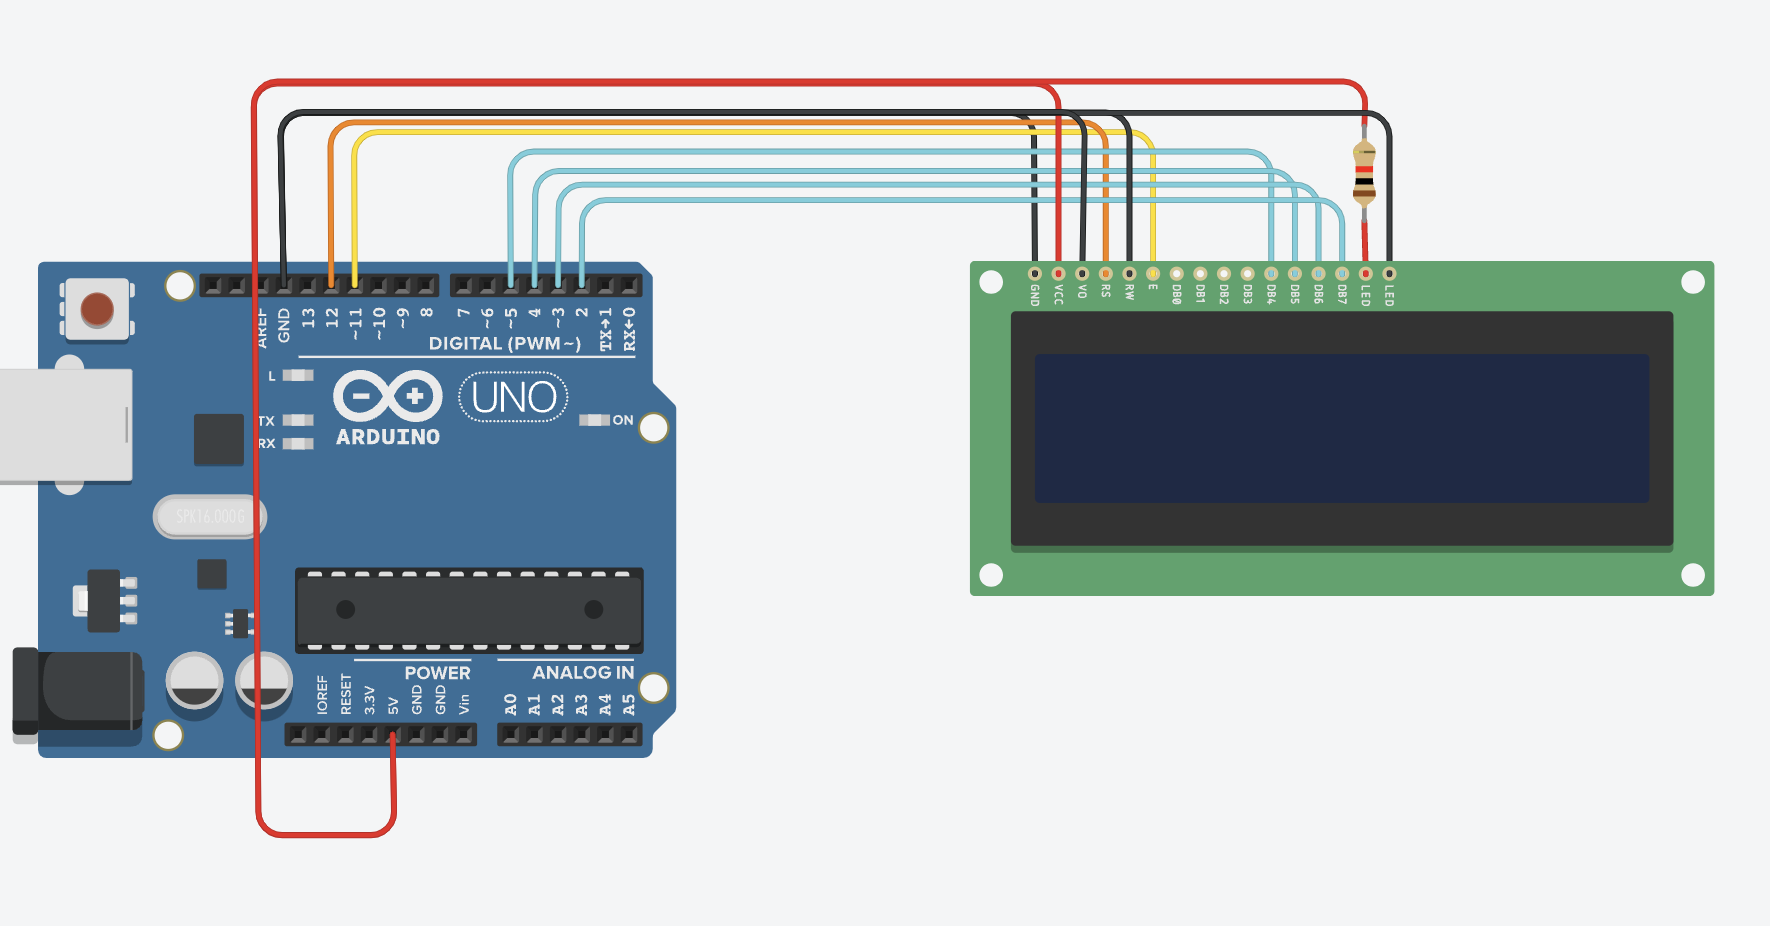 AREF
GND
13
12
~11
~10
~9
8
7
~6
~5
4
~3
2
TX→1
RX←0
DIGITAL (PWM~)
L
TX
RX
ON
UNO
ARDUINO
SPK16.000G
POWER
ANALOG IN
IOREF
RESET
3.3V
5V
GND
GND
Vin
A0
A1
A2
A3
A4
A5
GND
VCC
VO
RS
RW
E
DB0
DB1
DB2
DB3
DB4
DB5
DB6
DB7
LED
LED